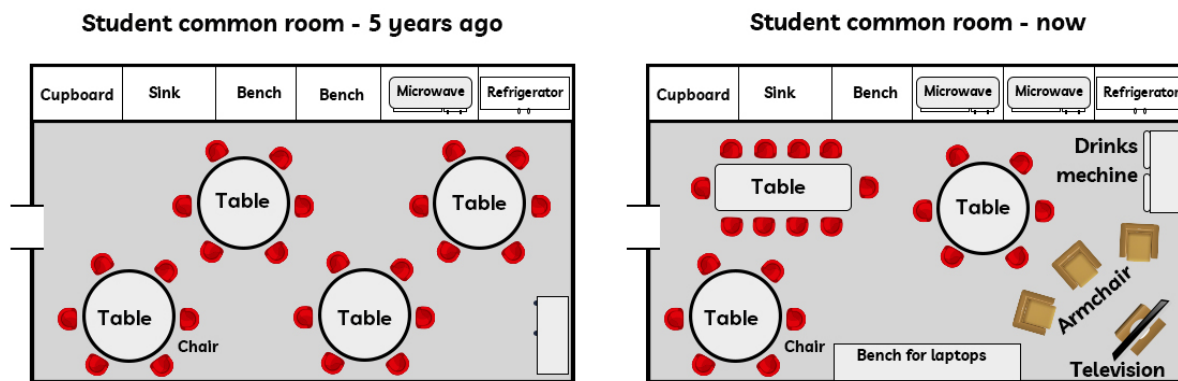 Student common room - 5 years ago
Cupboard
Sink
Bench
Bench
Microwave
Refrigerator
Table
Table
Table
Table
Chair
Student common room - now
Cupboard
Sink
Bench
Microwave
Microwave
Refrigerator
Drinks
mechine
Table
Table
Armchair
Table
Chair
Bench for laptops
Television